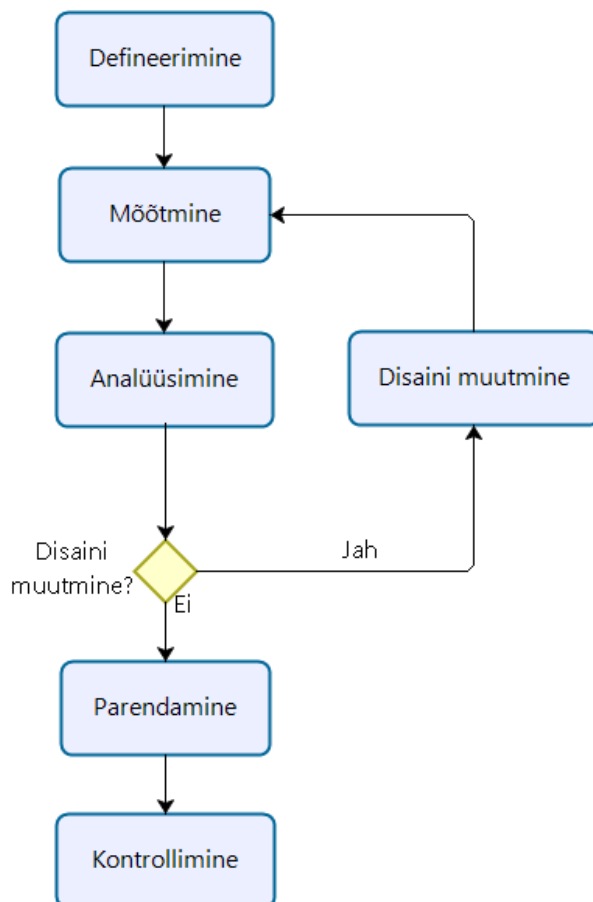 Defineerimine
Mõõtmine
Analüüsimine
Disaini muutmine
Disaini
muutmine?
Jah
Ei
Parendamine
Kontrollimine